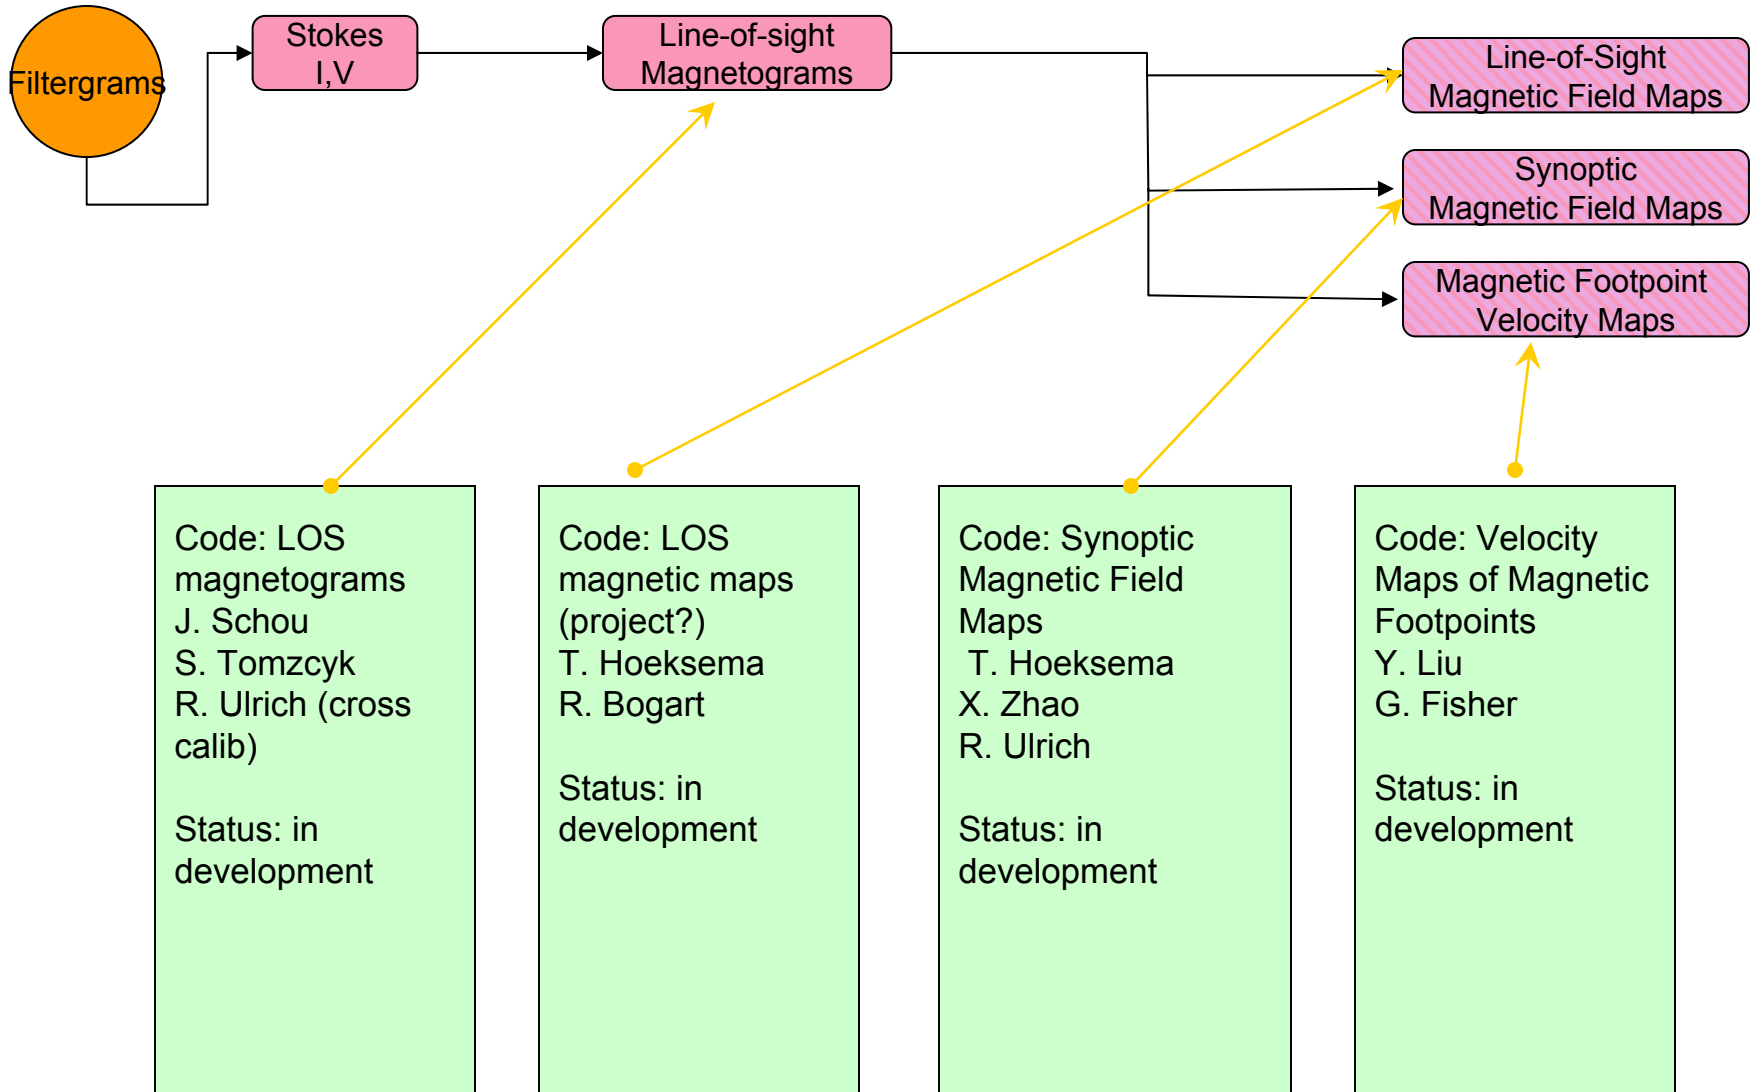 Filtergrams
Stokes
I,V
Line-of-sight
Magnetograms
Line-of-Sight
Magnetic Field Maps
Synoptic
Magnetic Field Maps
Magnetic Footpoint
Velocity Maps
Code: LOS
magnetograms
J. Schou
S. Tomzcyk
R. Ulrich (cross
calib)
Status: in
development
Code: LOS
magnetic maps
(project?)
T. Hoeksema
R. Bogart
Status: in
development
Code: Synoptic
Magnetic Field
Maps
T. Hoeksema
X. Zhao
R. Ulrich
Status: in
development
Code: Velocity
Maps of Magnetic
Footpoints
Y. Liu
G. Fisher
Status: in
development